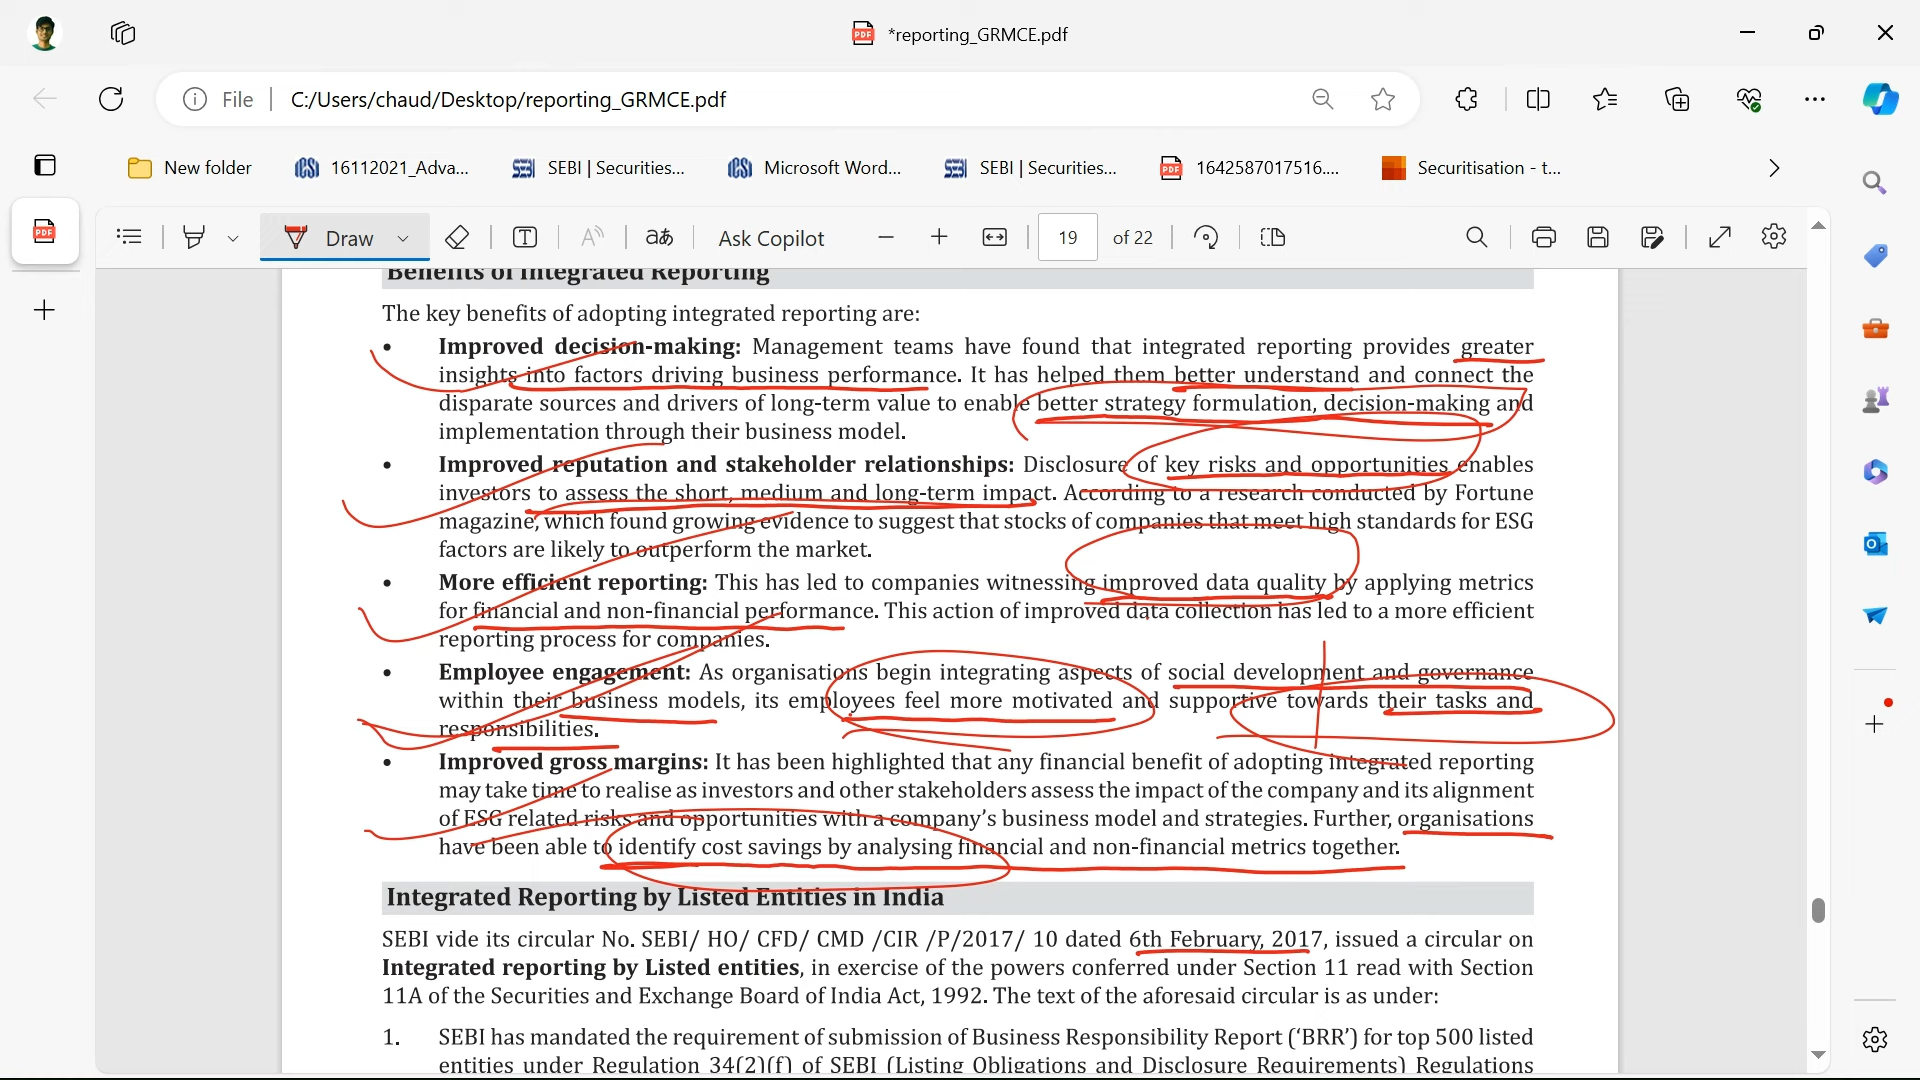 *reporting_GRMCE.pdf
File C:/Users/chaud/Desktop/reporting_GRMCE.pdf
New folder 16112021_Adva... SEBI | Securities... Microsoft Word... SEBI | Securities... 1642587017516.... Securitisation - t...
Draw Ask Copilot 19 of 22
Benefits of Integrated Reporting
The key benefits of adopting integrated reporting are:
• Improved decision-making: Management teams have found that integrated reporting provides greater
insights into factors driving business performance. It has helped them better understand and connect the
disparate sources and drivers of long-term value to enable better strategy formulation, decision-making and
implementation through their business model.
• Improved reputation and stakeholder relationships: Disclosure of key risks and opportunities enables
investors to assess the short, medium and long-term impact. According to a research conducted by Fortune
magazine, which found growing evidence to suggest that stocks of companies that meet high standards for ESG
factors are likely to outperform the market.
• More efficient reporting: This has led to companies witnessing improved data quality by applying metrics
for financial and non-financial performance. This action of improved data collection has led to a more efficient
reporting process for companies.
• Employee engagement: As organisations begin integrating aspects of social development and governance
within their business models, its employees feel more motivated and supportive towards their tasks and
responsibilities.
• Improved gross margins: It has been highlighted that any financial benefit of adopting integrated reporting
may take time to realise as investors and other stakeholders assess the impact of the company and its alignment
of ESG related risks and opportunities with a company's business model and strategies. Further, organisations
have been able to identify cost savings by analysing financial and non-financial metrics together.
Integrated Reporting by Listed Entities in India
SEBI vide its circular No. SEBI/ HO/ CFD/ CMD /CIR /P/2017/ 10 dated 6th February, 2017, issued a circular on
Integrated reporting by Listed entities, in exercise of the powers conferred under Section 11 read with Section
11A of the Securities and Exchange Board of India Act, 1992. The text of the aforesaid circular is as under:
1. SEBI has mandated the requirement of submission of Business Responsibility Report ('BRR') for top 500 listed
entities under Regulation 34(2)(f) of SEBI (Listing Obligations and Disclosure Requirements) Regulations